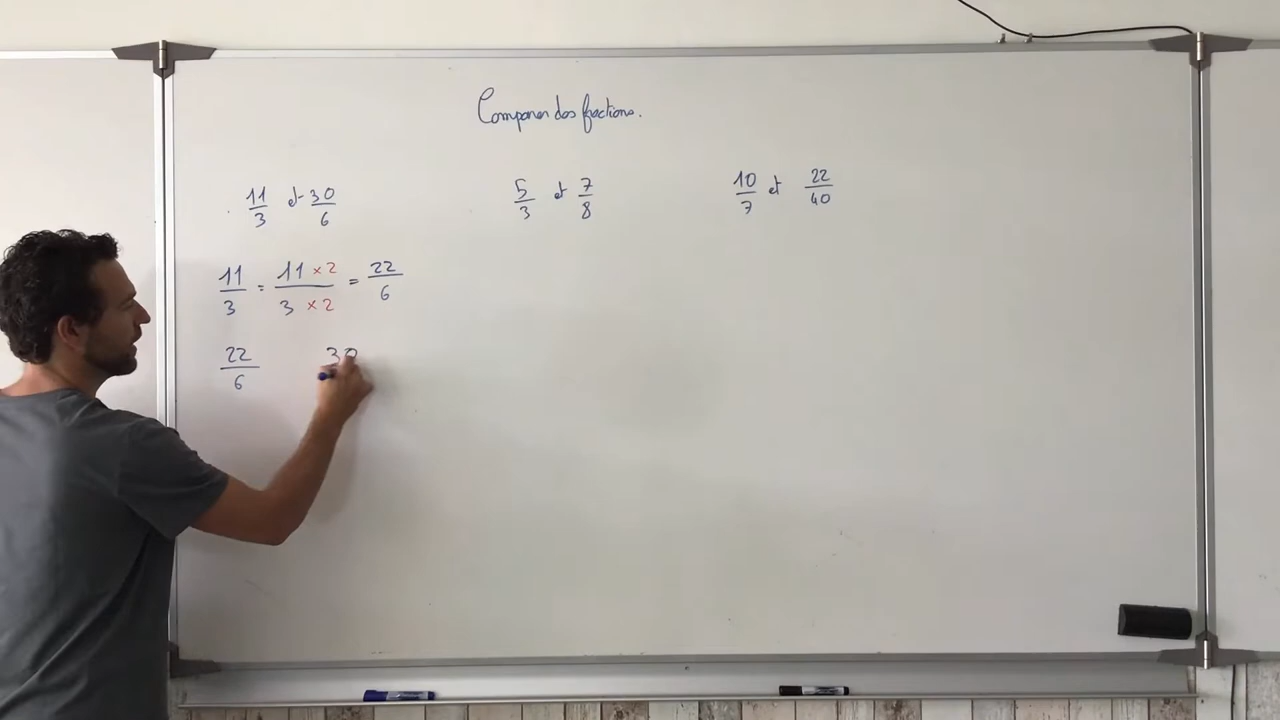 Comparer des fractions.
11/3 et 30/6
5/3 et 7/8
10/7 et 22/40
11/3 = 11 × 2 / 3 × 2 = 22/6
22/6 30